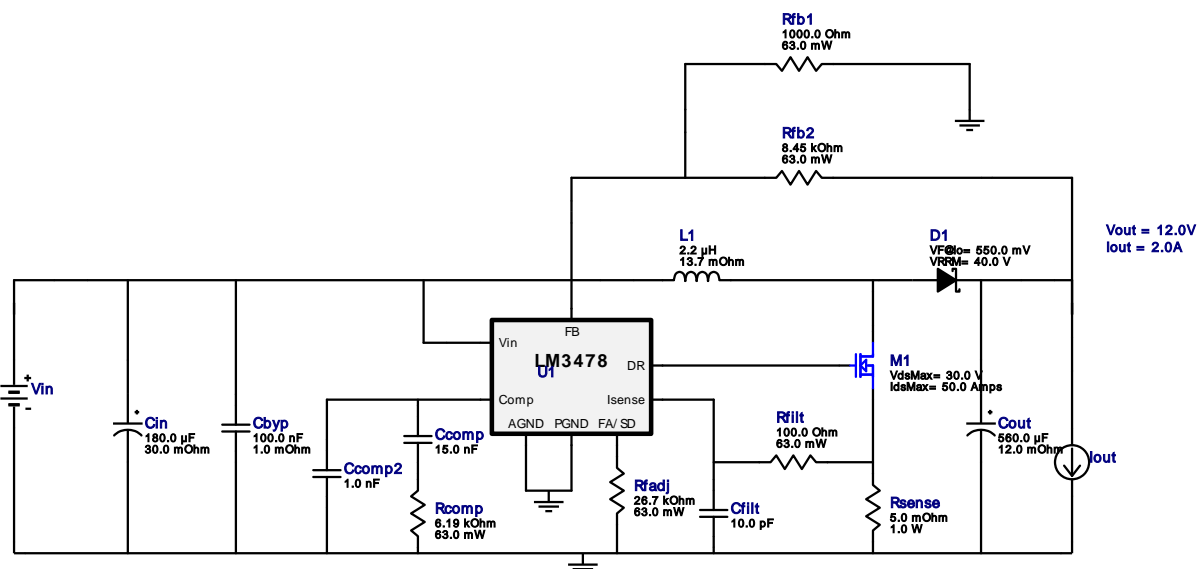 Rfb1
1000.0 Ohm
63.0 mW
Rfb2
8.45 kOhm
63.0 mW
Vout = 12.0V
Iout = 2.0A
L1
2.2 µH
13.7 mOhm
D1
VF@Io= 550.0 mV
VRRM= 40.0 V
FB
Vin
LM3478
U1
DR
Comp
Isense
AGND PGND FA/SD
M1
VdsMax= 30.0 V
IdsMax= 50.0 Amps
Vin
+
-
Cin
180.0 µF
30.0 mOhm
Cbyp
100.0 nF
1.0 mOhm
Ccomp
15.0 nF
Ccomp2
1.0 nF
Rcomp
6.19 kOhm
63.0 mW
Rfadj
26.7 kOhm
63.0 mW
Rfilt
100.0 Ohm
63.0 mW
Cfilt
10.0 pF
Rsense
5.0 mOhm
1.0 W
Cout
560.0 µF
12.0 mOhm
Iout